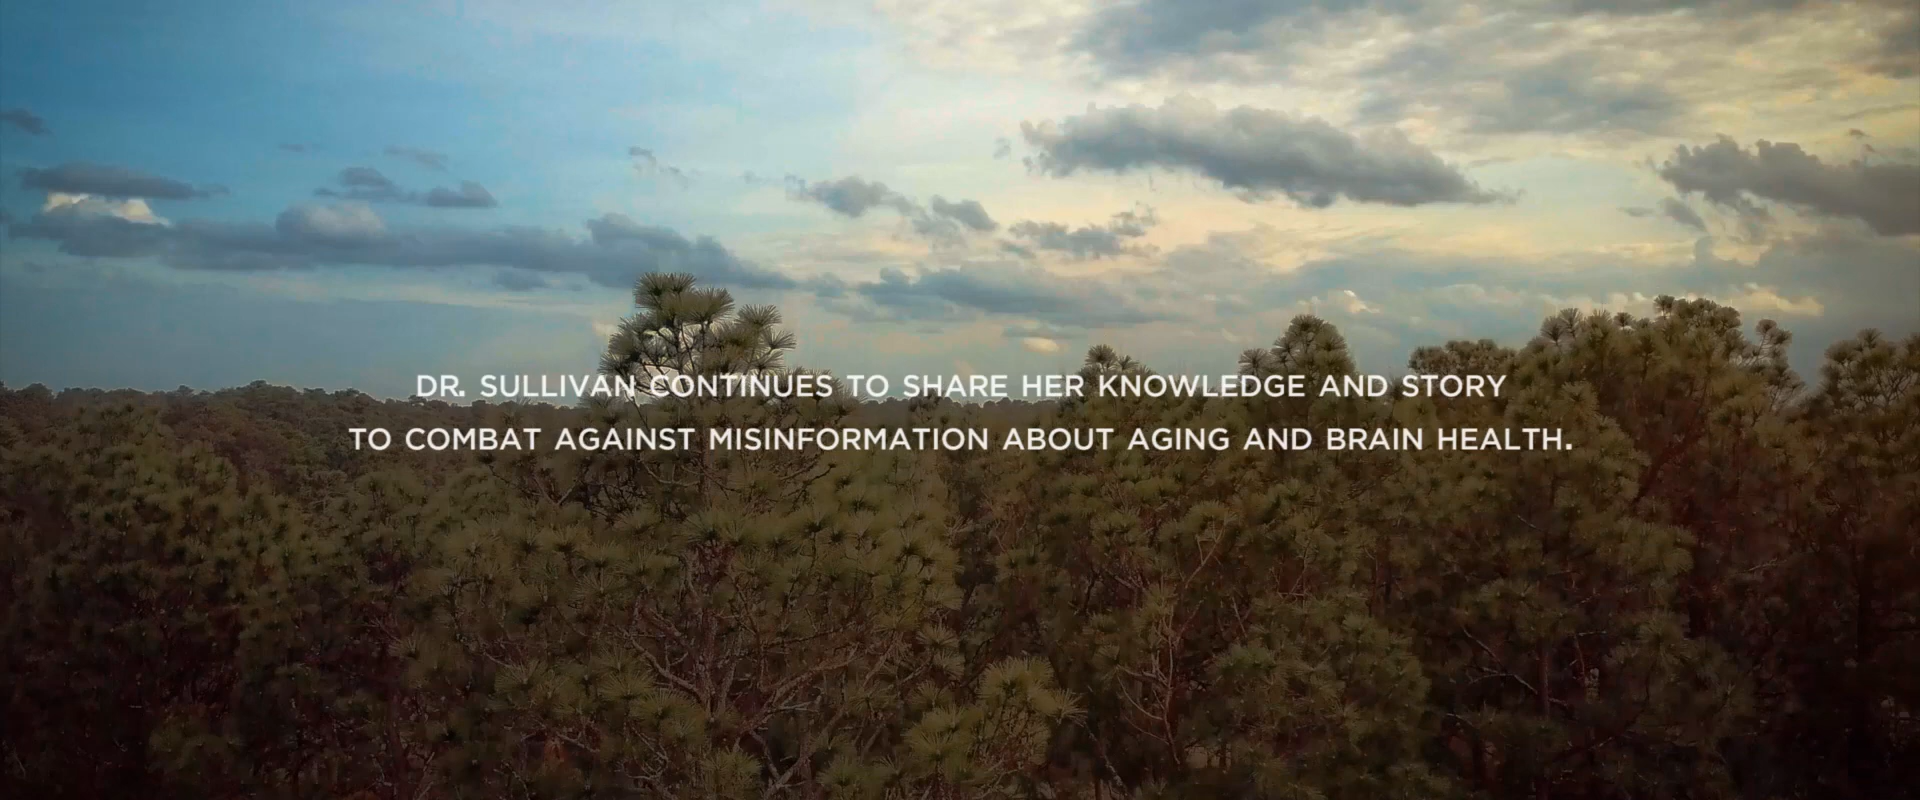 DR. SULLIVAN CONTINUES TO SHARE HER KNOWLEDGE AND STORY
TO COMBAT AGAINST MISINFORMATION ABOUT AGING AND BRAIN HEALTH.